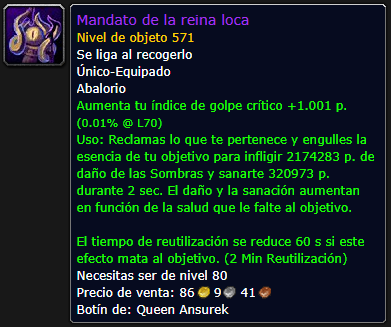 Mandato de la reina loca
Nivel de objeto 571
Se liga al recogerlo
Único-Equipado
Abalorio
Aumenta tu índice de golpe crítico +1.001 p.
(0.01% @ L70)
Uso: Reclamas lo que te pertenece y engulles la
esencia de tu objetivo para infligir 2174283 p. de
daño de las Sombras y sanarte 320973 p.
durante 2 sec. El daño y la sanación aumentan
en función de la salud que le falte al objetivo.
El tiempo de reutilización se reduce 60 s si este
efecto mata al objetivo. (2 Min Reutilización)
Necesitas ser de nivel 80
Precio de venta: 86 9 41
Botín de: Queen Ansurek